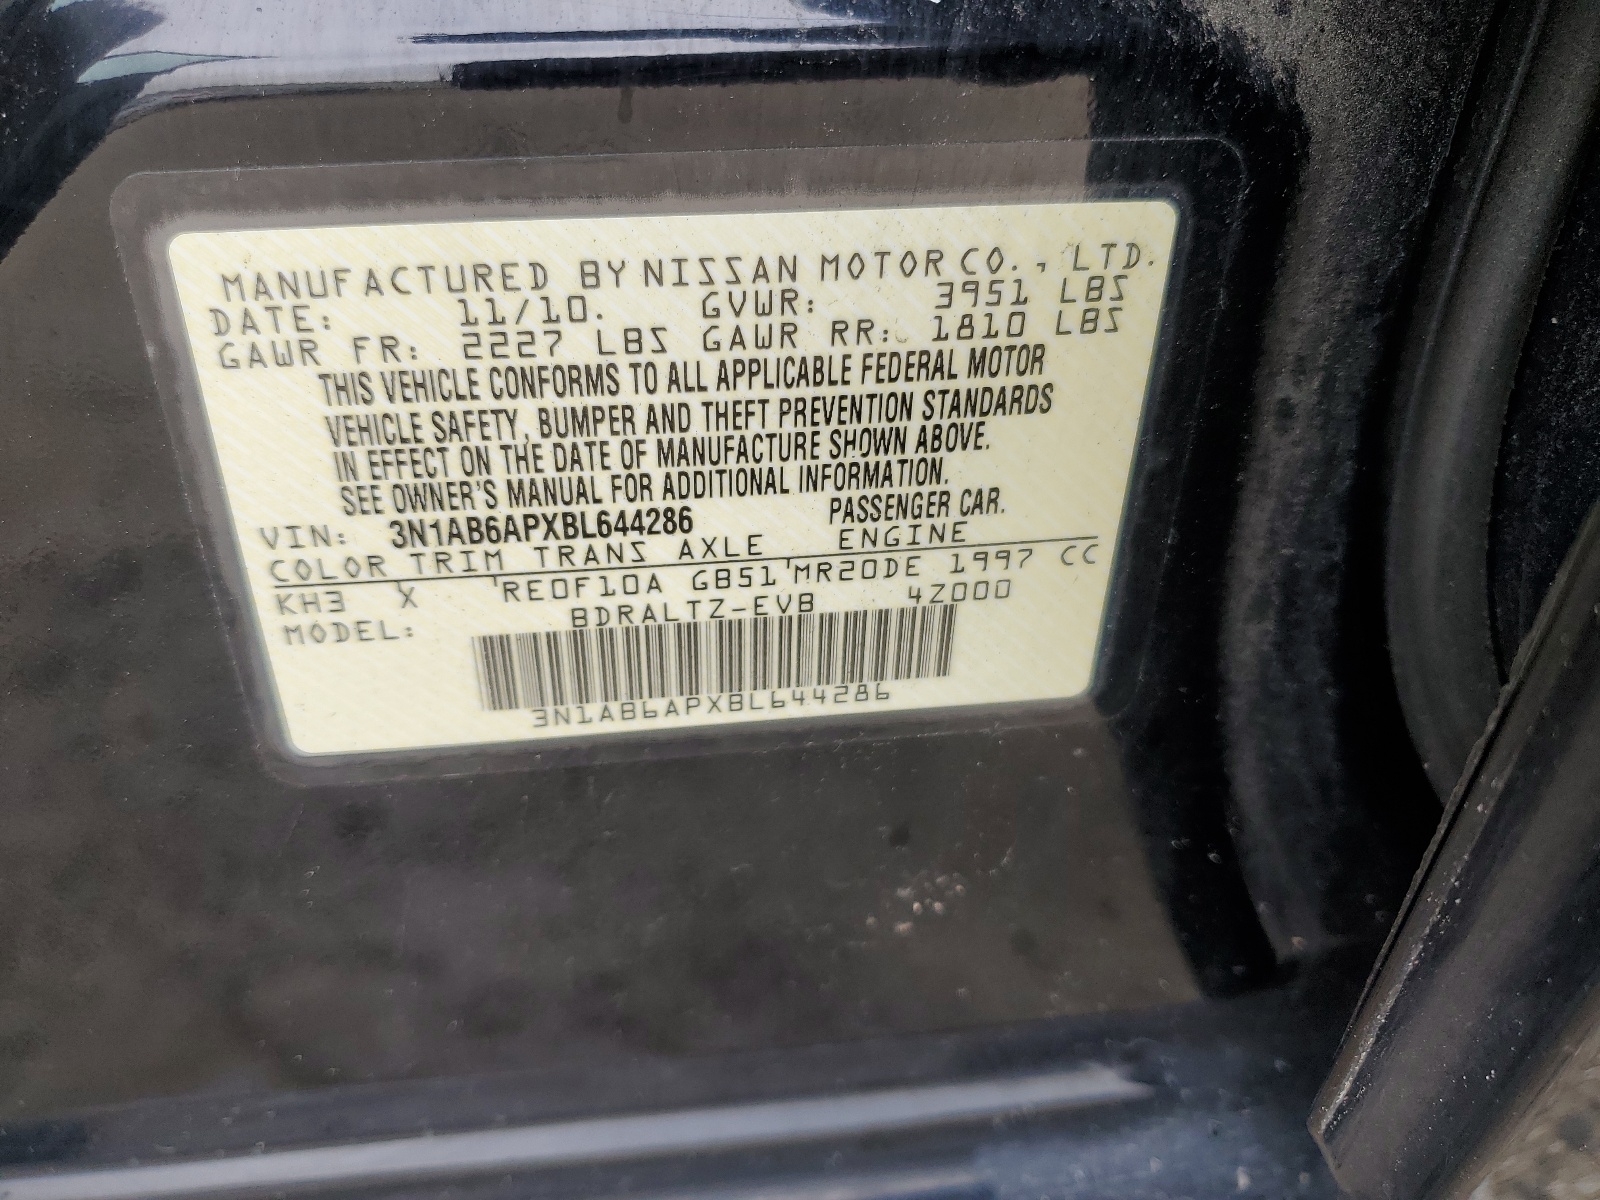 MANUFACTURED BY NISSAN MOTOR CO., LTD.
DATE: 11/10. GVWR: 3951 LBS
GAWR FR: 2227 LBS GAWR RR: 1810 LBS
THIS VEHICLE CONFORMS TO ALL APPLICABLE FEDERAL MOTOR
VEHICLE SAFETY, BUMPER AND THEFT PREVENTION STANDARDS
IN EFFECT ON THE DATE OF MANUFACTURE SHOWN ABOVE.
SEE OWNER'S MANUAL FOR ADDITIONAL INFORMATION.
VIN: 3N1AB6APXBL644286 PASSENGER CAR.
COLOR TRIM TRANS AXLE ENGINE
KH3 X 'RE0F10A GB51'MR20DE 1997 CC
MODEL: BDRALTZ-EVB 4Z000
3N1AB6APXBL644286